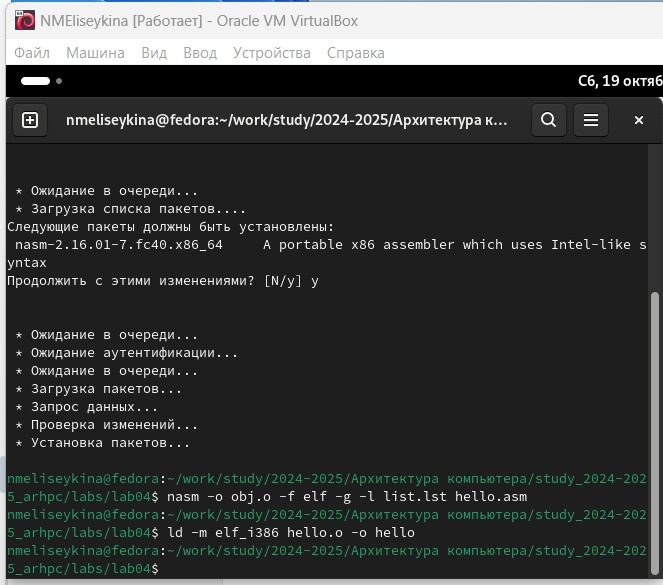 NMEliseykina [Работает] - Oracle VM VirtualBox
Файл Машина Вид Ввод Устройства Справка
Сб, 19 октяб
nmeliseykina@fedora:~/work/study/2024-2025/Архитектура к...
* Ожидание в очереди...
* Загрузка списка пакетов....
Следующие пакеты должны быть установлены:
nasm-2.16.01-7.fc40.x86_64 A portable x86 assembler which uses Intel-like s
yntax
Продолжить с этими изменениями? [N/y] y
* Ожидание в очереди...
* Ожидание аутентификации...
* Ожидание в очереди...
* Загрузка пакетов...
* Запрос данных...
* Проверка изменений...
* Установка пакетов...
nmeliseykina@fedora:~/work/study/2024-2025/Архитектура компьютера/study_2024-202
5_arhpc/labs/lab04$ nasm -o obj.o -f elf -g -l list.lst hello.asm
nmeliseykina@fedora:~/work/study/2024-2025/Архитектура компьютера/study_2024-202
5_arhpc/labs/lab04$ ld -m elf_i386 hello.o -o hello
nmeliseykina@fedora:~/work/study/2024-2025/Архитектура компьютера/study_2024-202
5_arhpc/labs/lab04$